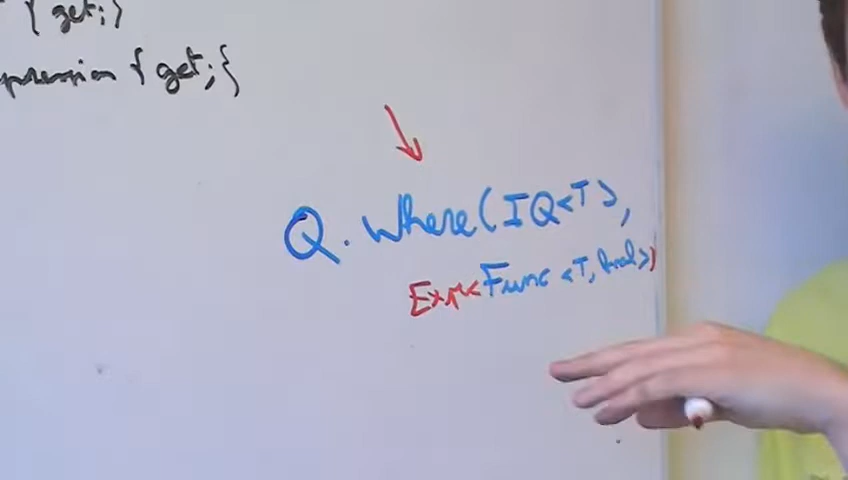 { get; }
pression { get; {
Q. Where( IQ<T>,
Expr<Func <T, bool>)